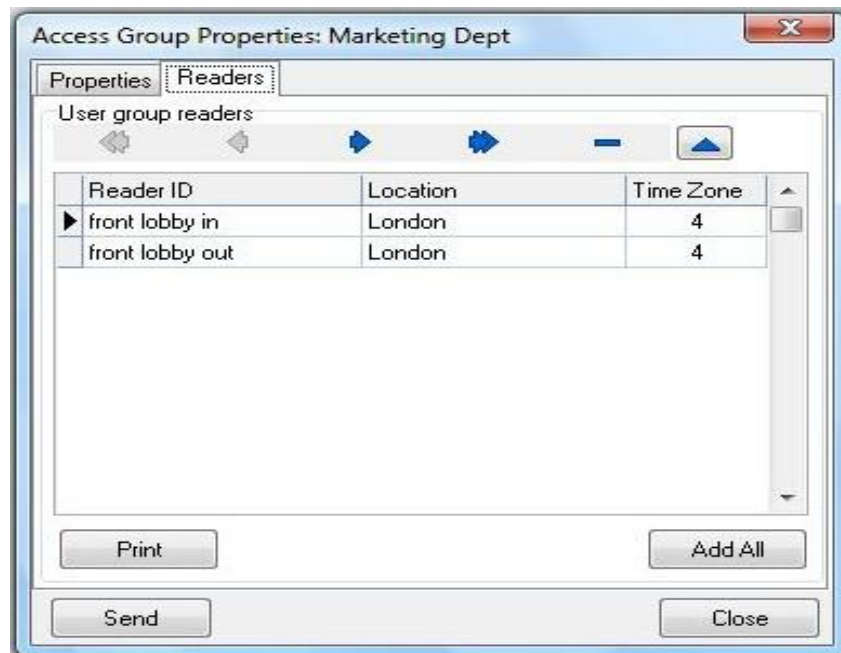 Access Group Properties: Marketing Dept
Properties Readers
User group readers
Reader ID Location Time Zone
front lobby in London 4
front lobby out London 4
Print Add All
Send Close